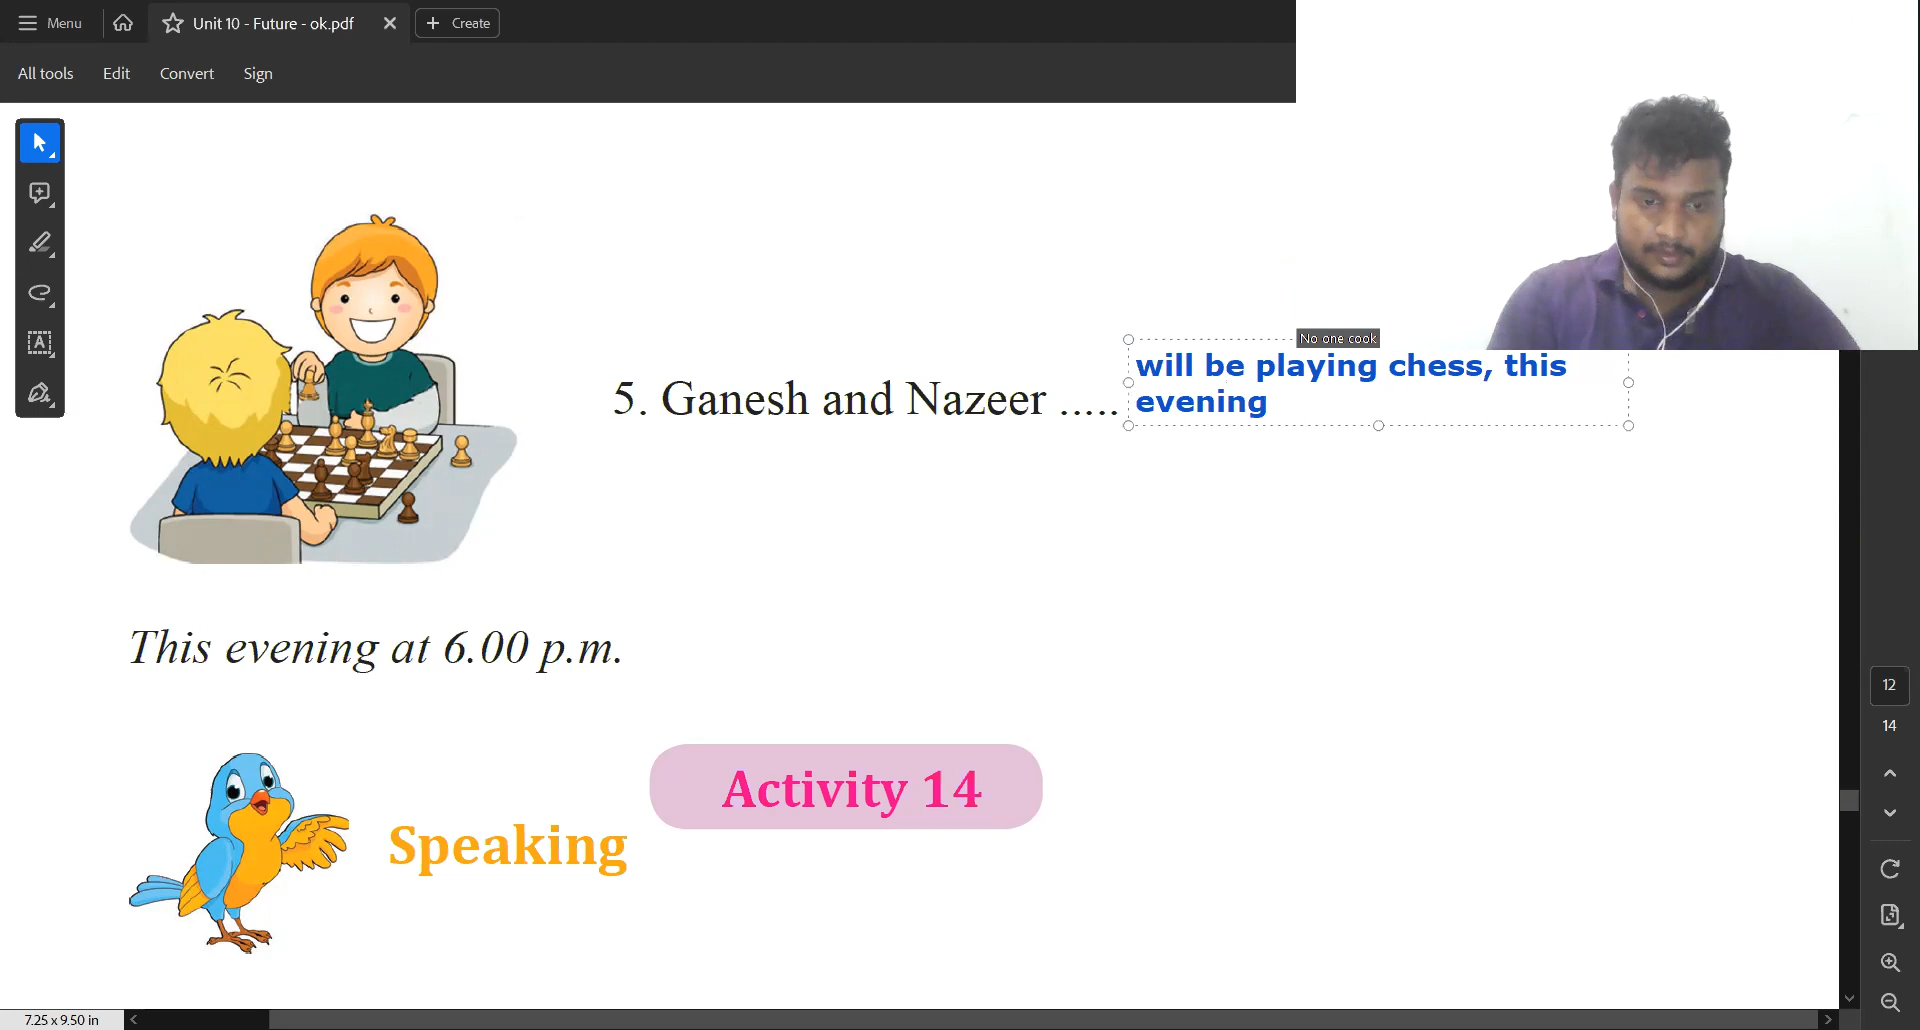 Menu
Unit 10 - Future - ok.pdf
Create
All tools
Edit
Convert
Sign
No one cook
will be playing chess, this
evening
5. Ganesh and Nazeer .....
This evening at 6.00 p.m.
12
14
Activity 14
Speaking
7.25 x 9.50 in